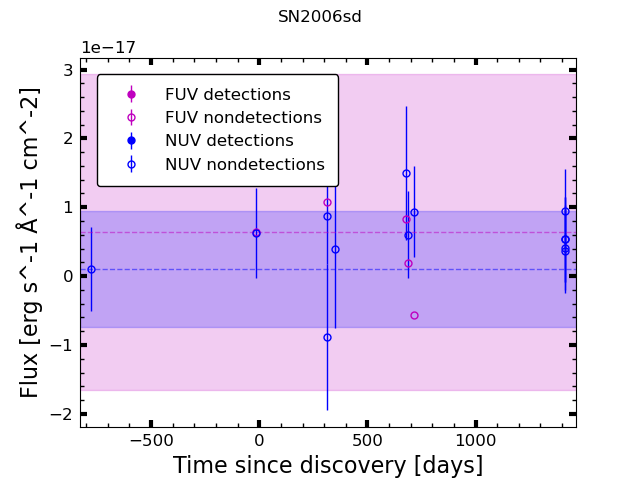 SN2006sd
1e−17
3
2
1
0
−1
−2
Flux [erg s^-1 Å^-1 cm^-2]
FUV detections
FUV nondetections
NUV detections
NUV nondetections
−500 0 500 1000
Time since discovery [days]